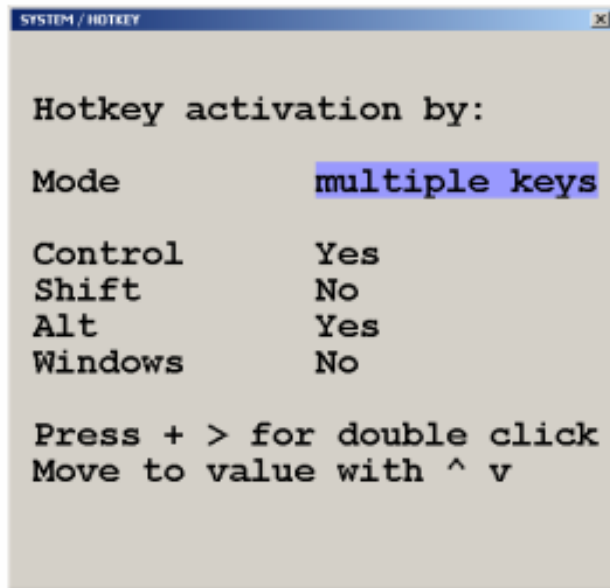 SYSTEM / HOTKEY
Hotkey activation by:
Mode multiple keys
Control Yes
Shift No
Alt Yes
Windows No
Press + > for double click
Move to value with ^ v